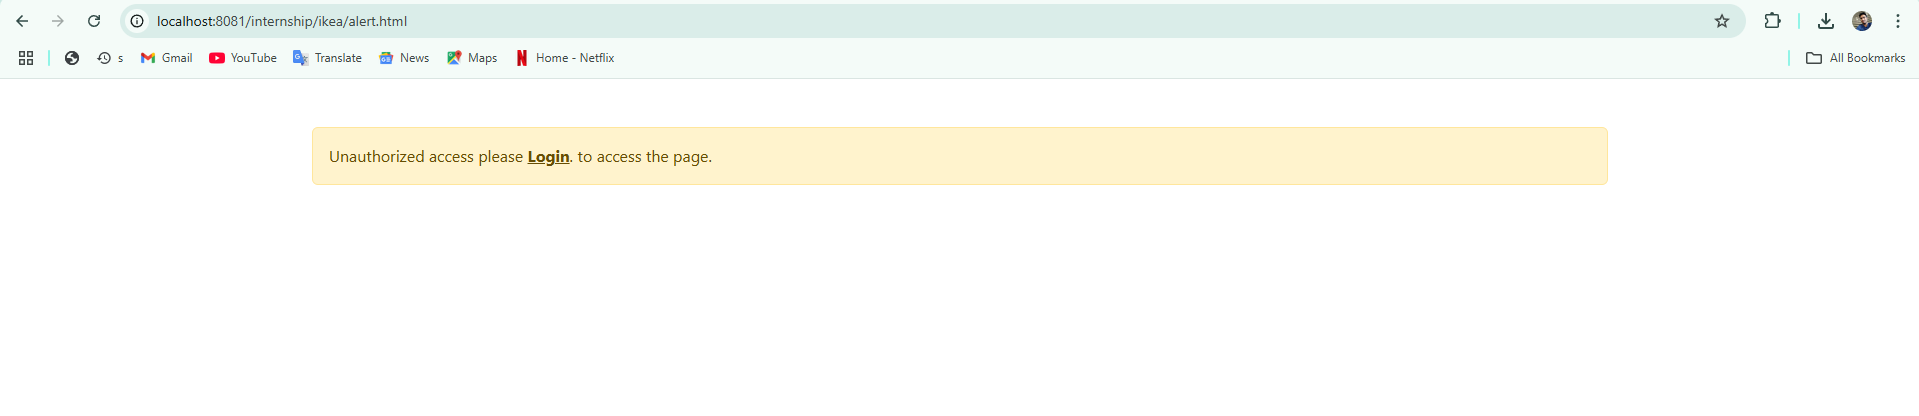 localhost:8081/internship/ikea/alert.html
s Gmail YouTube Translate News Maps Home - Netflix All Bookmarks
Unauthorized access please Login. to access the page.